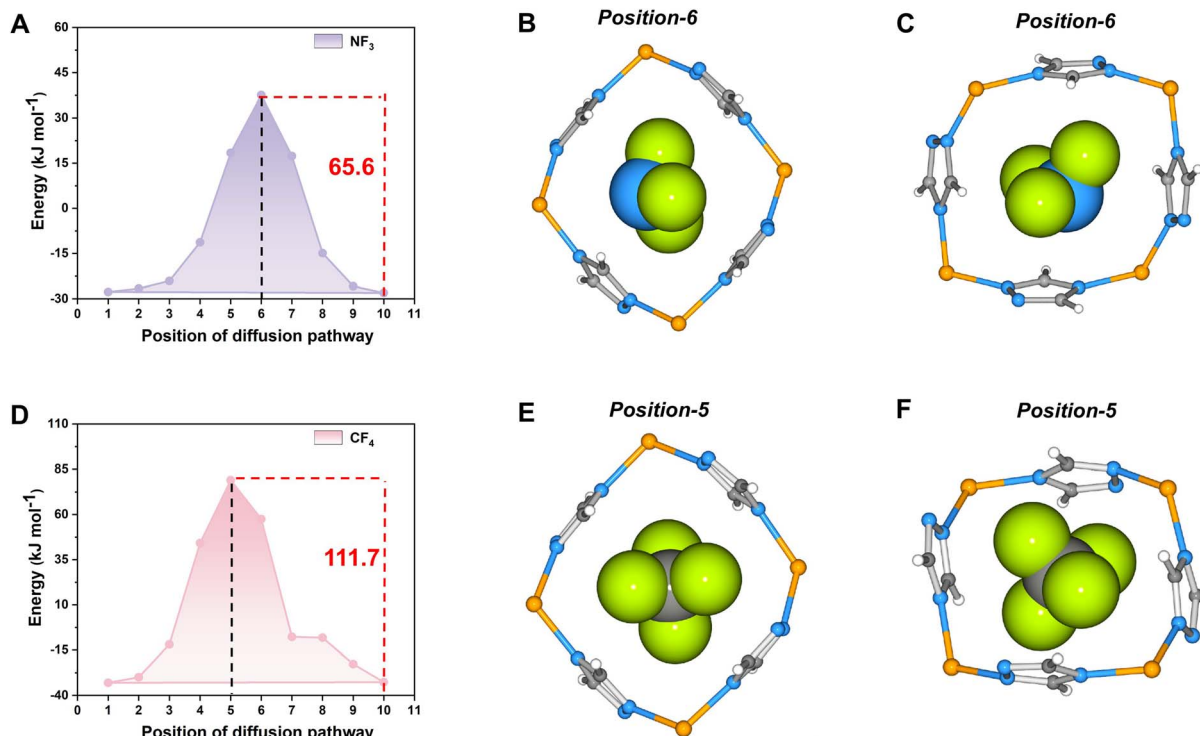 A
Energy (kJ mol⁻¹)
60
45
30
15
0
-15
-30
NF₃
65.6
0 1 2 3 4 5 6 7 8 9 10 11
Position of diffusion pathway
B
Position-6
C
Position-6
D
Energy (kJ mol⁻¹)
110
85
60
35
10
-15
-40
CF₄
111.7
0 1 2 3 4 5 6 7 8 9 10 11
Position of diffusion pathway
E
Position-5
F
Position-5